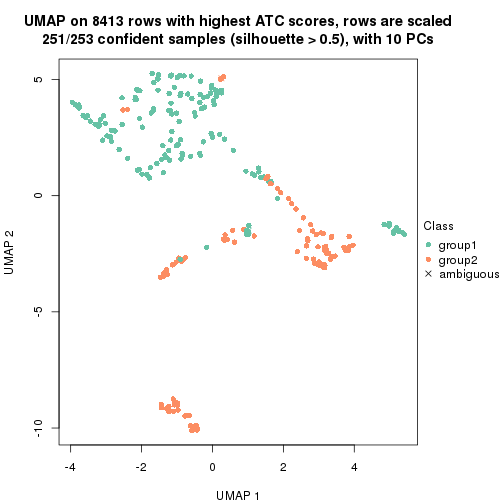 UMAP on 8413 rows with highest ATC scores, rows are scaled
251/253 confident samples (silhouette > 0.5), with 10 PCs
5
0
-5
-10
UMAP 2
-4
-2
0
2
4
UMAP 1
Class
group1
group2
ambiguous